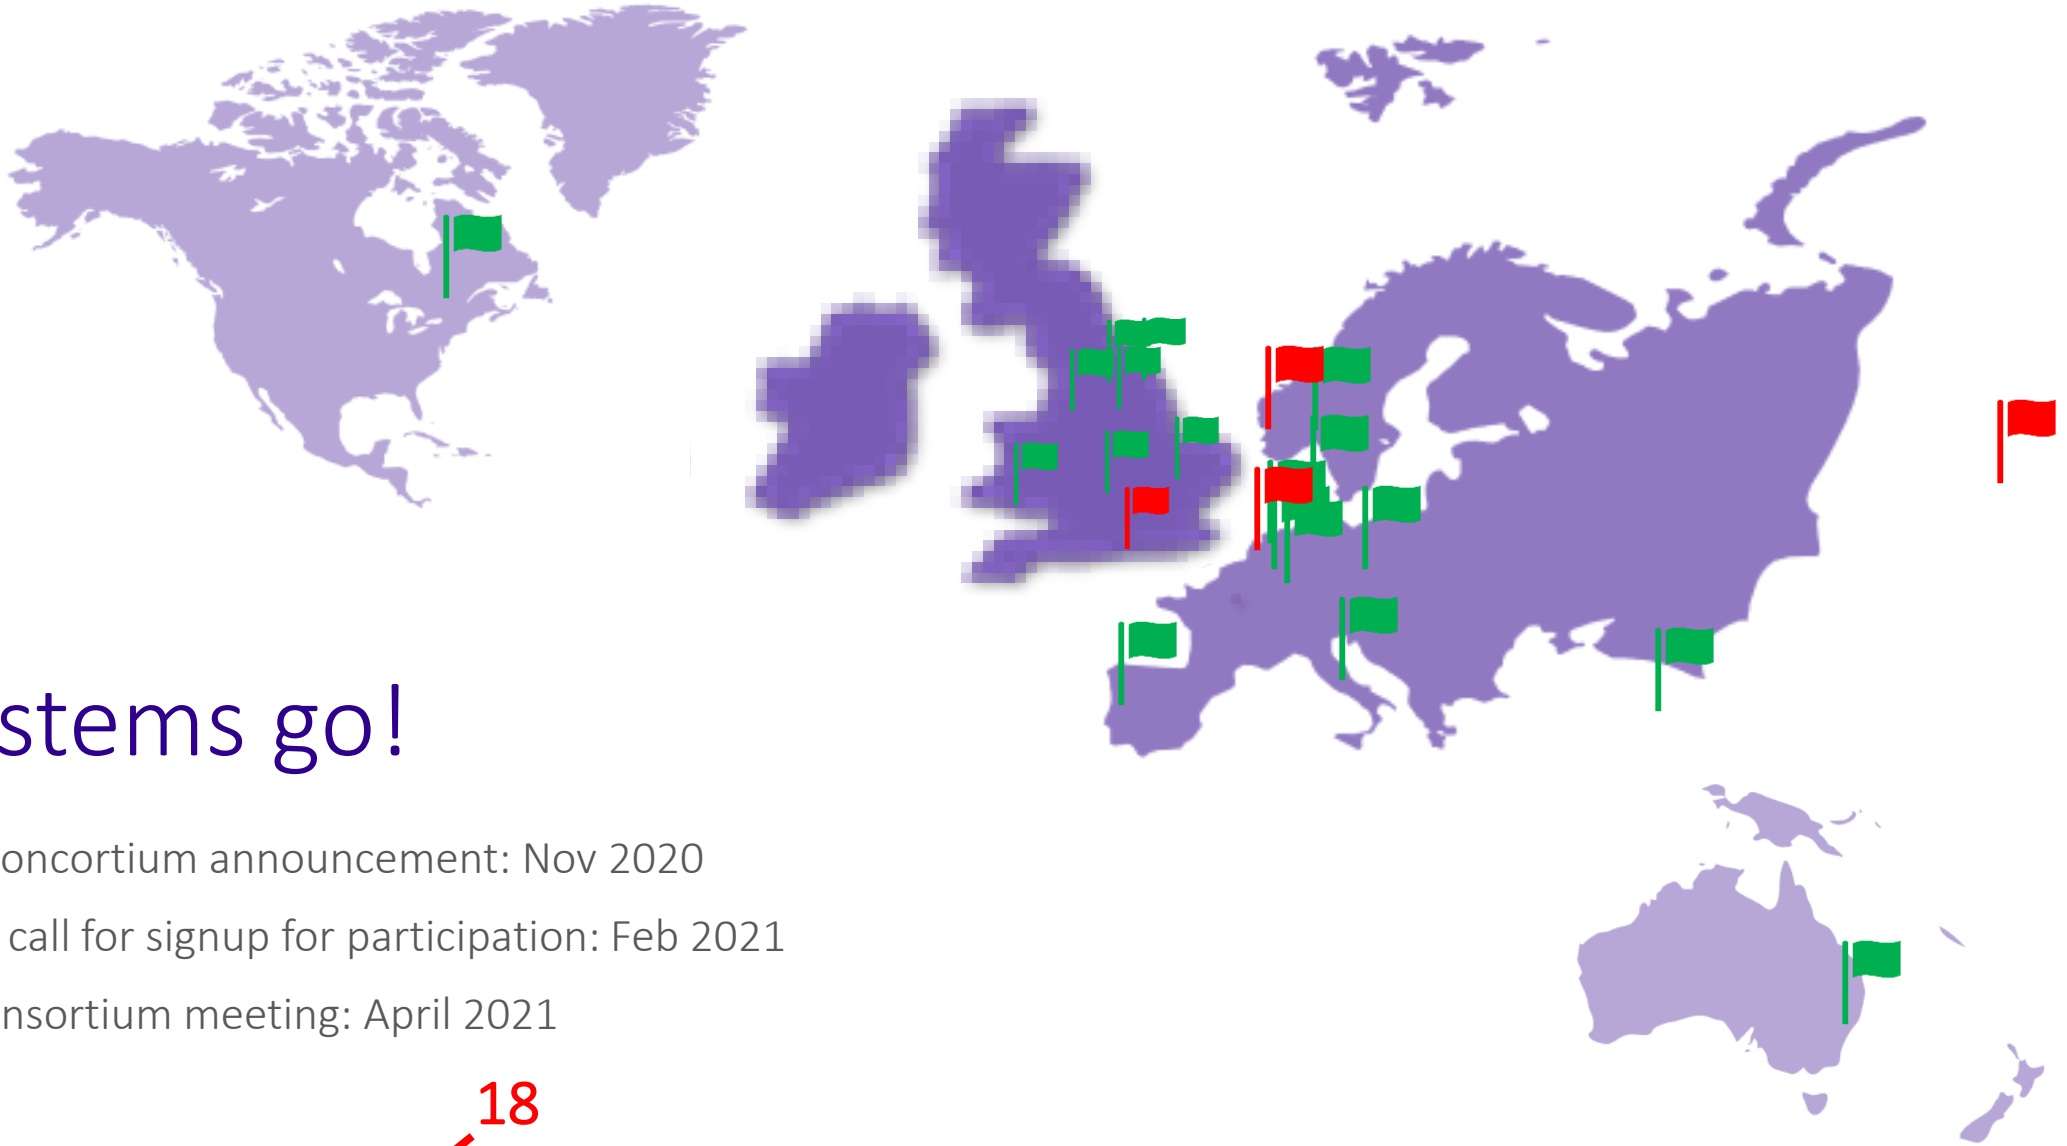 stems go!
oncortium announcement: Nov 2020
call for signup for participation: Feb 2021
nsortium meeting: April 2021
18